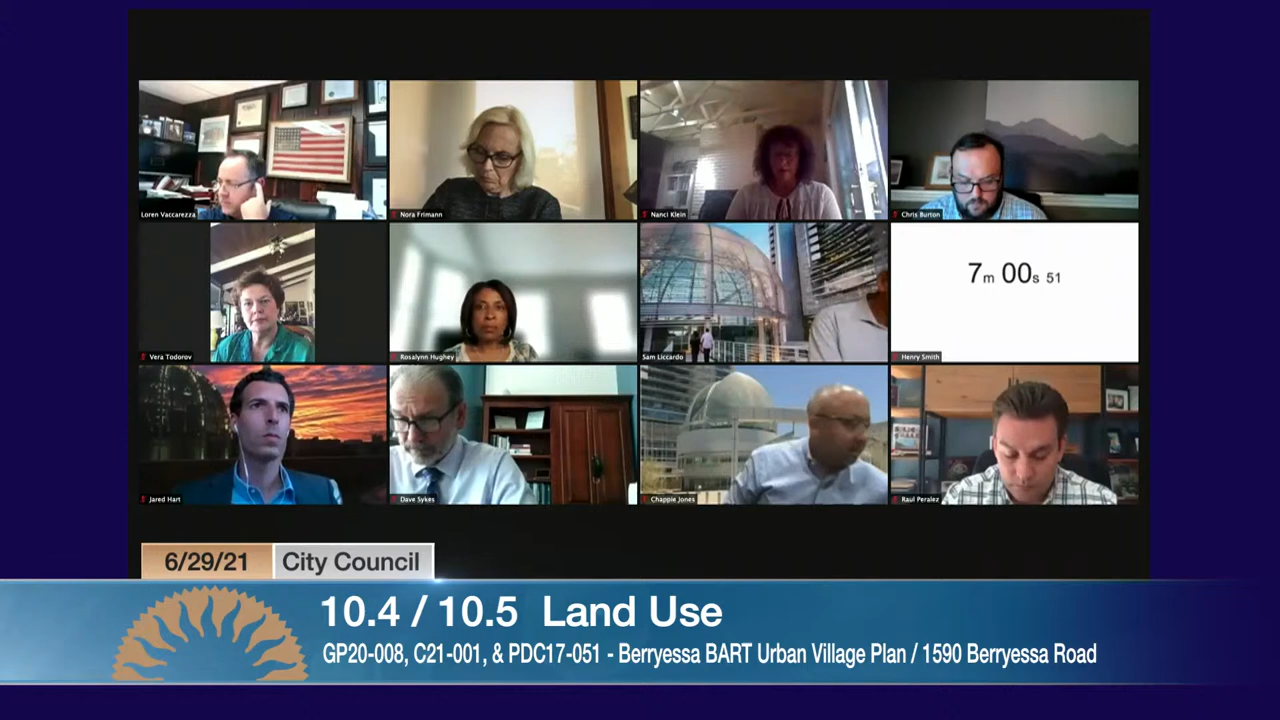 Loren Vaccarezza
Nora Frimann
Nanci Klein
Chris Burton
7m 00s 51
Vera Todorov
Rosalynn Hughey
Sam Liccardo
Henry Smith
Jared Hart
Dave Sykes
Chappie Jones
Raul Peralez
6/29/21 City Council
10.4 / 10.5 Land Use
GP20-008, C21-001, & PDC17-051 - Berryessa BART Urban Village Plan / 1590 Berryessa Road